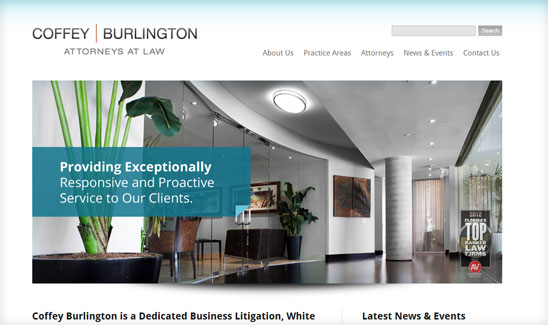 COFFEY | BURLINGTON
ATTORNEYS AT LAW
Search
About Us Practice Areas Attorneys News & Events Contact Us
Providing Exceptionally
Responsive and Proactive
Service to Our Clients.
2012
FLORIDA'S
TOP
RANKED
LAW
FIRMS
Coffey Burlington is a Dedicated Business Litigation, White
Latest News & Events